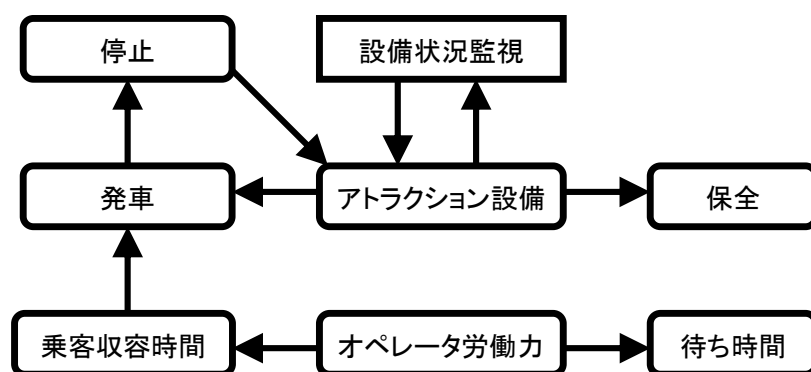 停止
設備状況監視
発車
アトラクション設備
保全
乗客収容時間
オペレータ労働力
待ち時間